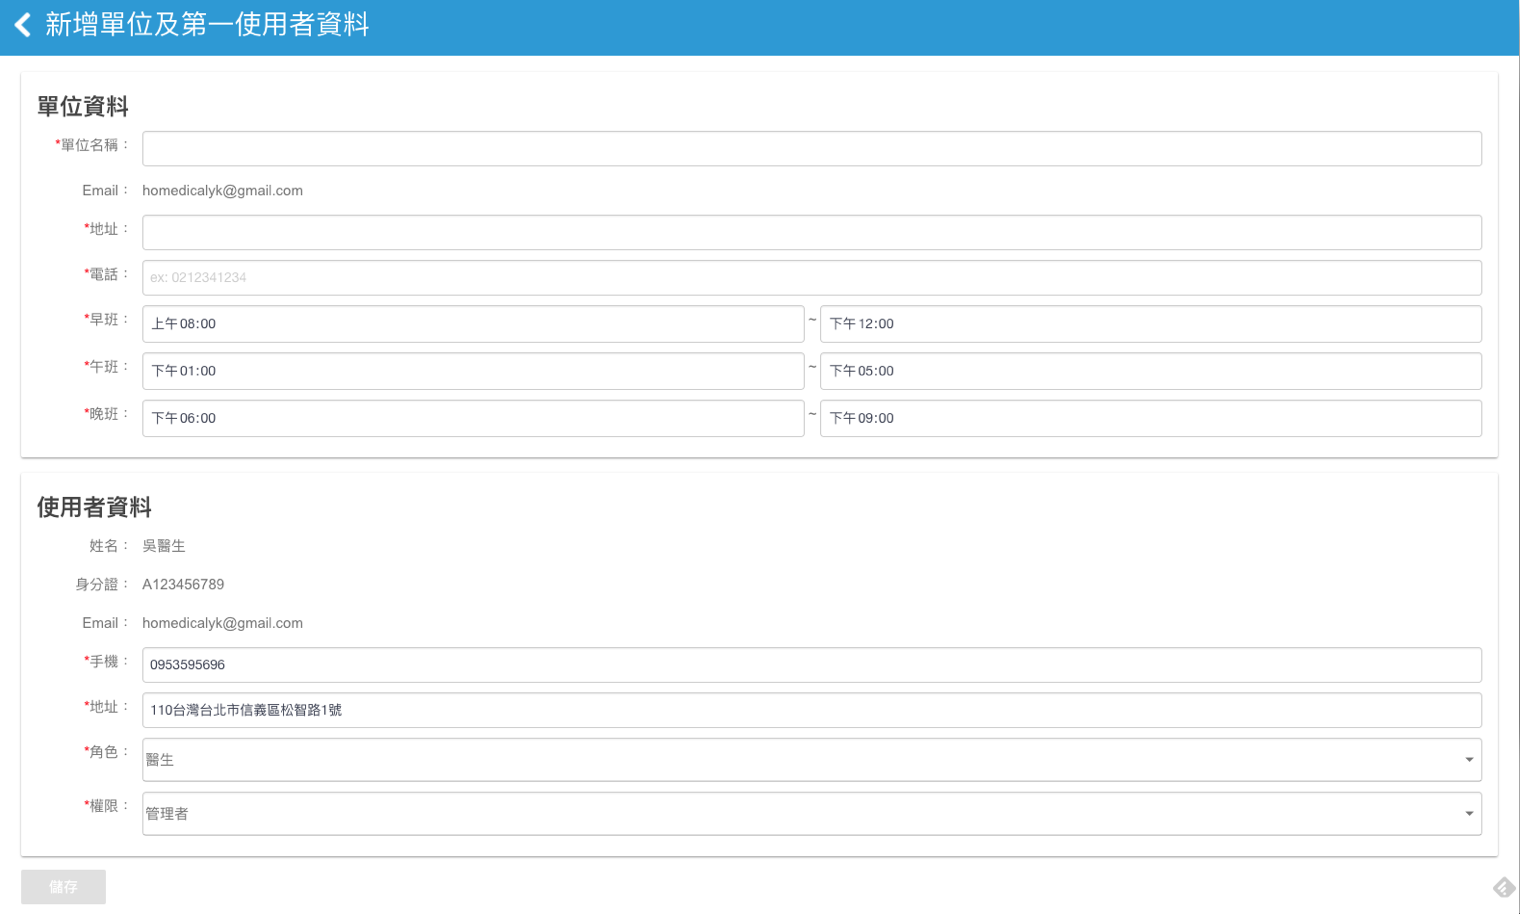 新增單位及第一使用者資料
單位資料
*單位名稱：
Email： homedicalyk@gmail.com
*地址：
*電話： ex: 0212341234
*早班： 上午08:00 ~ 下午12:00
*午班： 下午01:00 ~ 下午05:00
*晚班： 下午06:00 ~ 下午09:00
使用者資料
姓名： 吳醫生
身分證： A123456789
Email： homedicalyk@gmail.com
*手機： 0953595696
*地址： 110台灣台北市信義區松智路1號
*角色： 醫生
*權限： 管理者
儲存